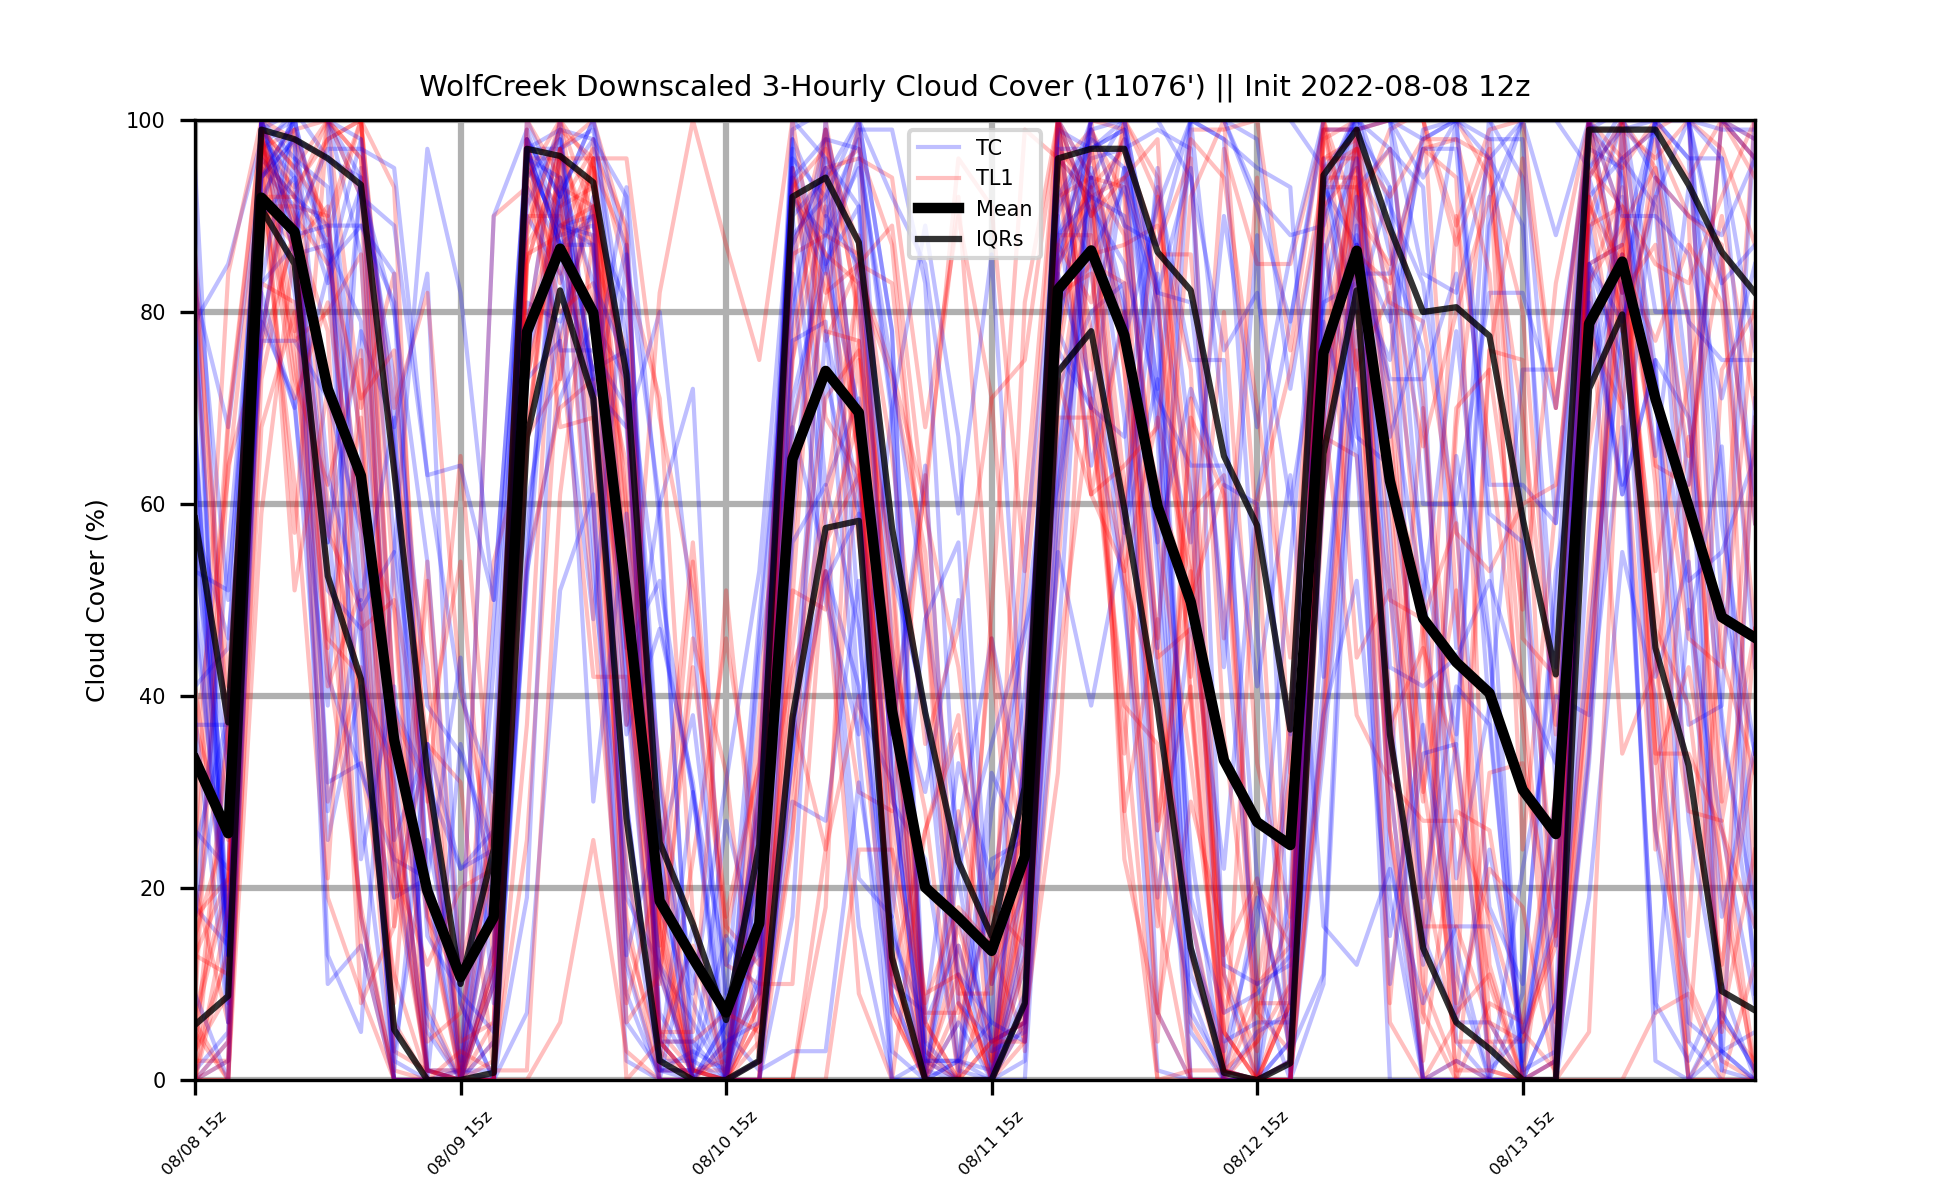 WolfCreek Downscaled 3-Hourly Cloud Cover (11076') || Init 2022-08-08 12z
TC
TL1
Mean
IQRs
Cloud Cover (%)
100
80
60
40
20
0
08/08 15z
08/09 15z
08/10 15z
08/11 15z
08/12 15z
08/13 15z